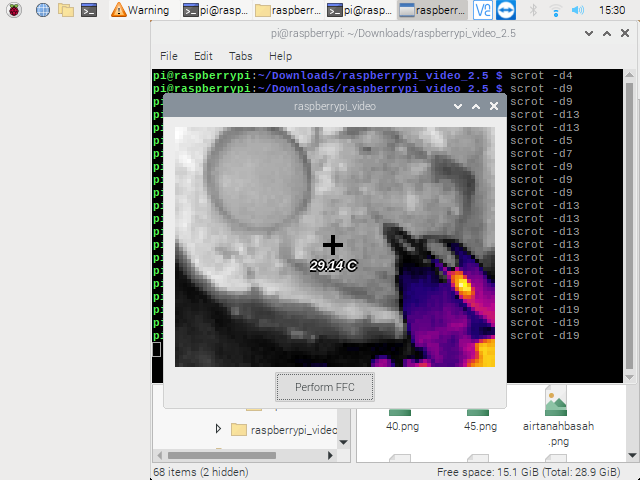 Warning
pi@rasp...
raspberry...
pi@rasp...
raspberr...
V2
15:30
pi@raspberrypi ~/Downloads/raspberrypi_video_2.5
File Edit Tabs Help
pi@raspberrypi:~/Downloads/raspberrypi_video_2.5 $ scrot -d4
pi@raspberrypi:~/Downloads/raspberrypi_video_2.5 $ scrot -d9
scrot -d9
scrot -d13
scrot -d13
scrot -d5
scrot -d7
scrot -d9
scrot -d9
scrot -d9
scrot -d13
scrot -d13
scrot -d13
scrot -d13
scrot -d13
scrot -d13
scrot -d19
scrot -d19
scrot -d19
scrot -d19
scrot -d19
raspberrypi_video
29.14 C
Perform FFC
raspberrypi_video
40.png
45.png
airtanahbasah
.png
68 items (2 hidden)
Free space: 15.1 GiB (Total: 28.9 GiB)